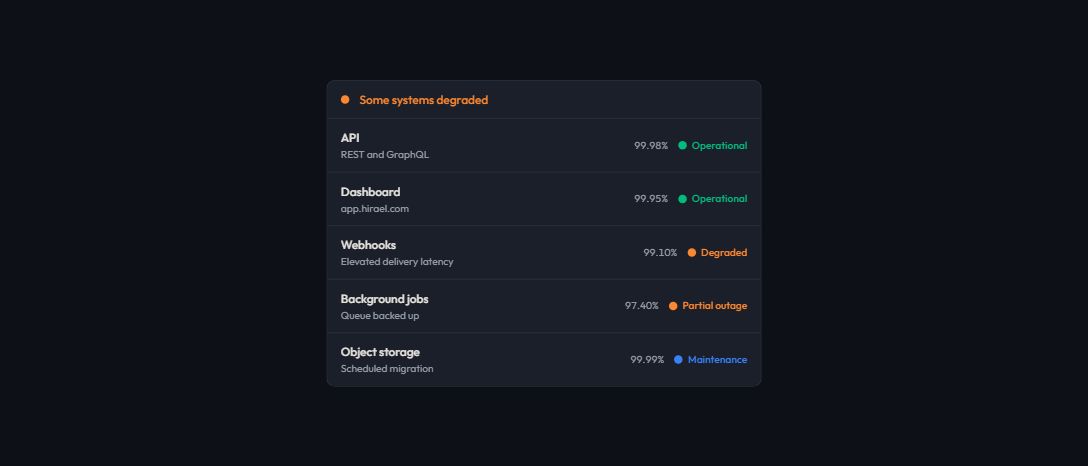 Some systems degraded
API
REST and GraphQL
99.98% Operational
Dashboard
app.hirael.com
99.95% Operational
Webhooks
Elevated delivery latency
99.10% Degraded
Background jobs
Queue backed up
97.40% Partial outage
Object storage
Scheduled migration
99.99% Maintenance